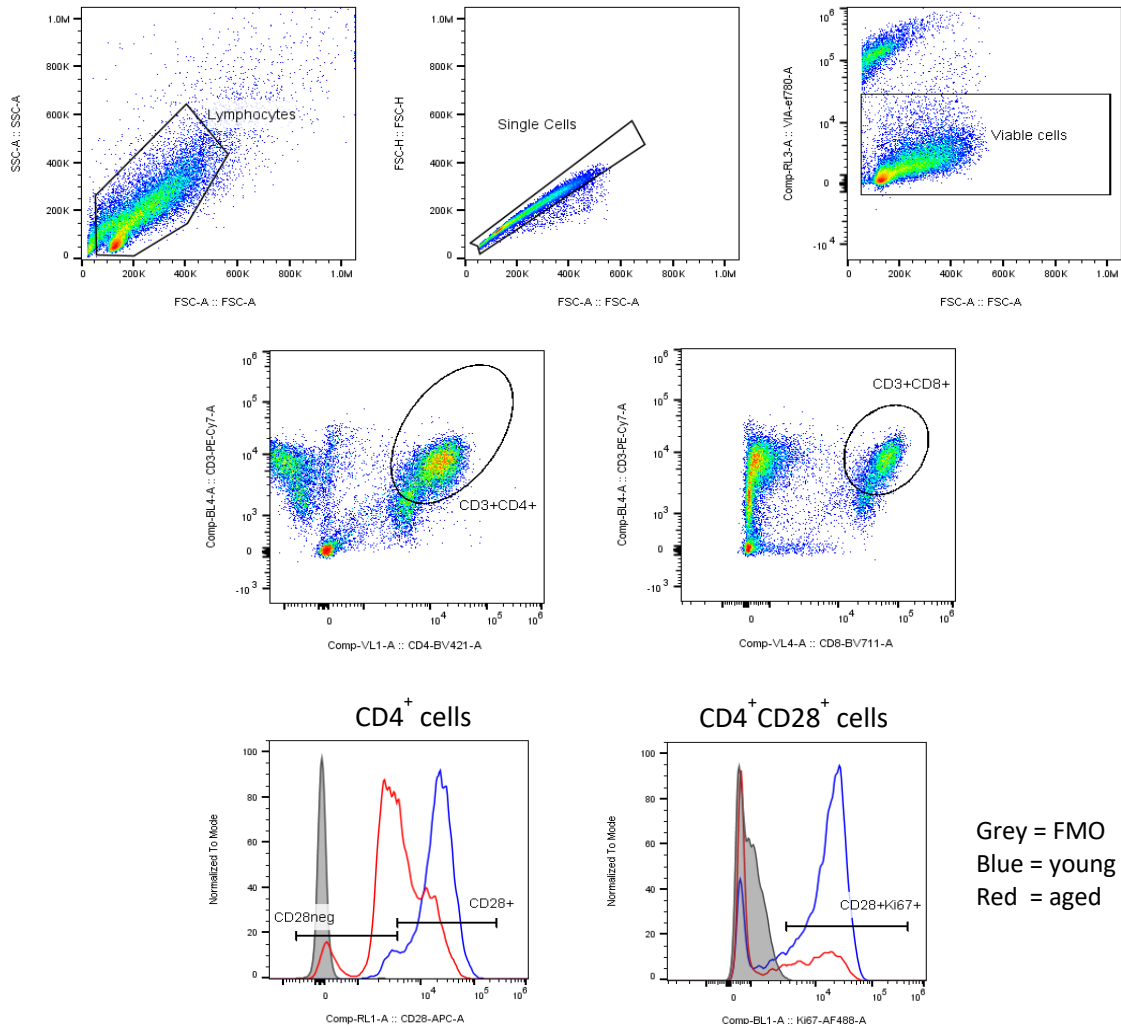 1.0M
800K
600K
400K
200K
0
SSC-A :: SSC-A
Lymphocytes
0 200K 400K 600K 800K 1.0M
FSC-A :: FSC-A
1.0M
800K
600K
400K
200K
0
FSC-H :: FSC-H
Single Cells
200K 400K 600K 800K 1.0M
FSC-A :: FSC-A
10^6
10^5
10^4
0
-10^4
Comp-RL3-A :: VIA-ef780-A
Viable cells
0 200K 400K 600K 800K 1.0M
FSC-A :: FSC-A
10^6
10^5
10^4
10^3
0
-10^3
Comp-BL4-A :: CD3-PE-Cy7-A
CD3+CD4+
0 10^4 10^5 10^6
Comp-VL1-A :: CD4-BV421-A
10^6
10^5
10^4
10^3
0
-10^3
Comp-BL4-A :: CD3-PE-Cy7-A
CD3+CD8+
0 10^4 10^5 10^6
Comp-VL4-A :: CD8-BV711-A
CD4+ cells
100
80
60
40
20
0
Normalized To Mode
CD28neg
CD28+
0 10^4 10^5 10^6
Comp-RL1-A :: CD28-APC-A
CD4+CD28+ cells
100
80
60
40
20
0
Normalized To Mode
CD28+Ki67+
0 10^4 10^5 10^6
Comp-BL1-A :: Ki67-AF488-A
Grey = FMO
Blue = young
Red = aged